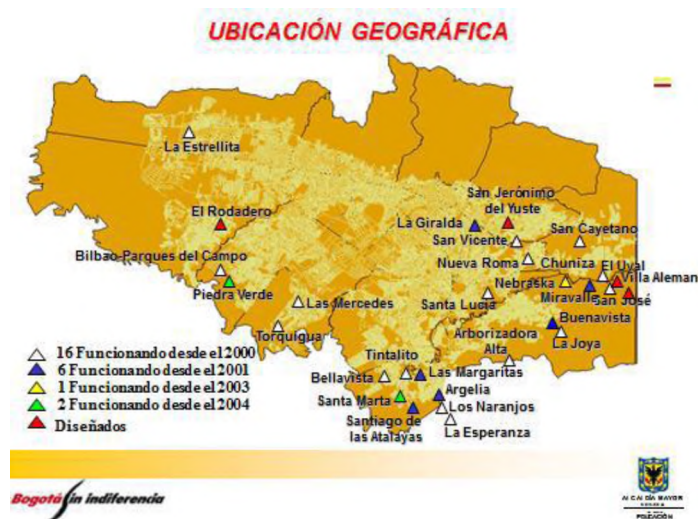 UBICACIÓN GEOGRÁFICA
La Estrellita
El Rodadero
Bilbao-Parques del Campo
Piedra Verde
Las Mercedes
Torquigua
San Jerónimo
del Yuste
La Giralda
San Vicente
San Cayetano
Nueva Roma
Chuniza
El Uval
Villa Aleman
Nebraska
Miravalle
San José
Santa Lucía
Buenavista
Arborizadora
Alta
La Joya
Tintalito
Bellavista
Las Margaritas
Argelia
Santa Marta
Los Naranjos
Santiago de
las Atalayas
La Esperanza
16 Funcionando desde el 2000
6 Funcionando desde el 2001
1 Funcionando desde el 2003
2 Funcionando desde el 2004
Diseñados
Bogotá sin indiferencia
ALCALDÍA MAYOR
EDUCACIÓN